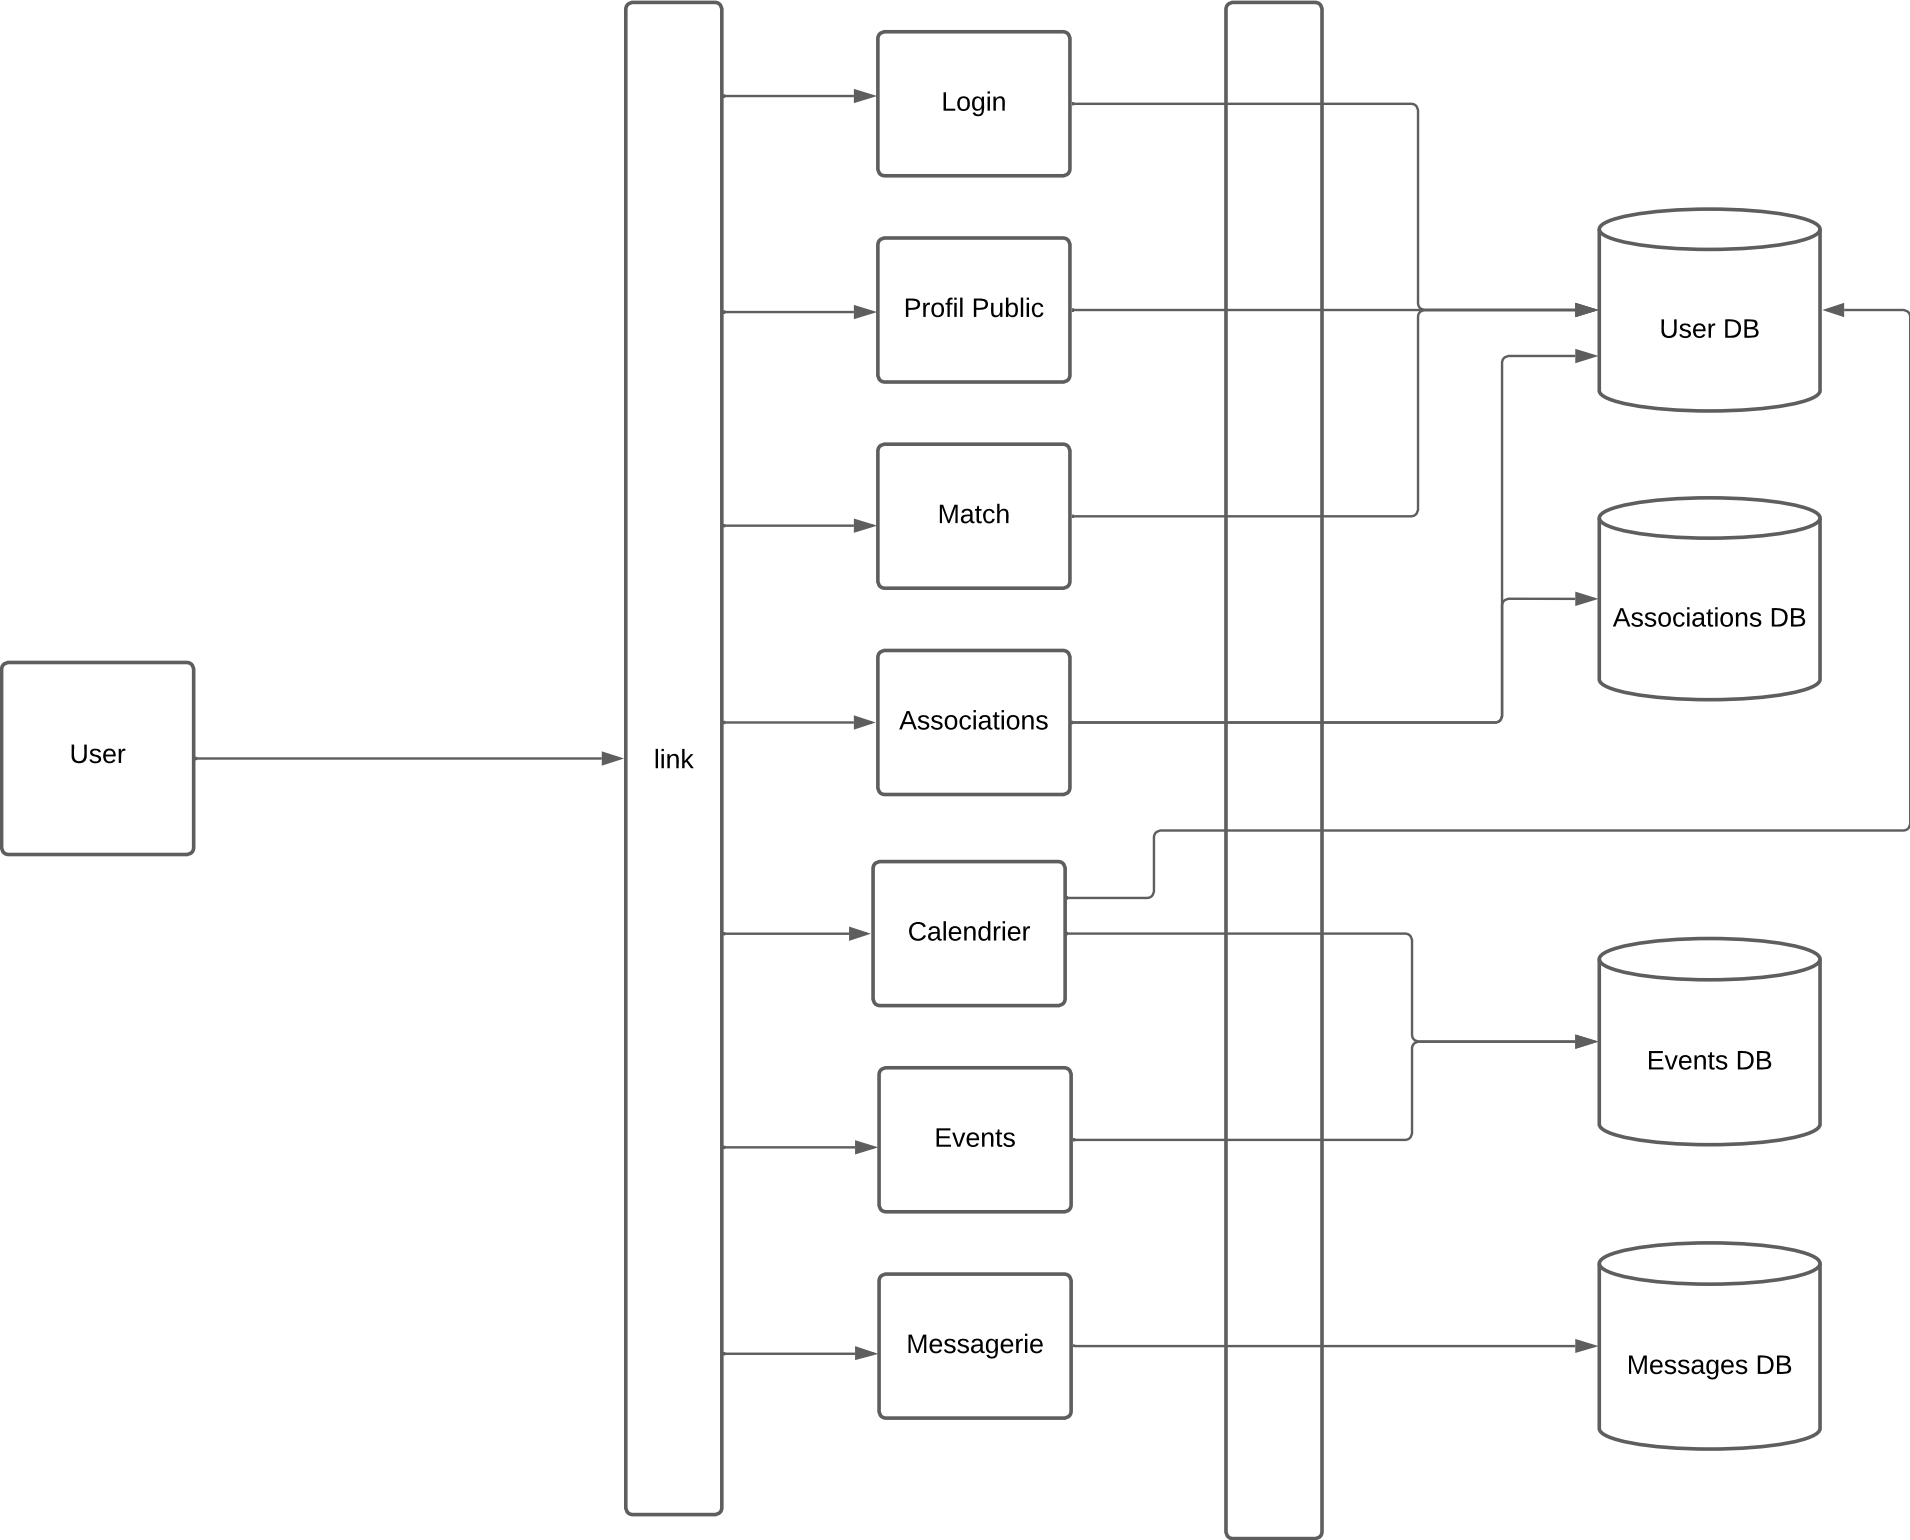 Login
Profil Public
User DB
Match
Associations DB
Associations
User
link
Calendrier
Events DB
Events
Messagerie
Messages DB